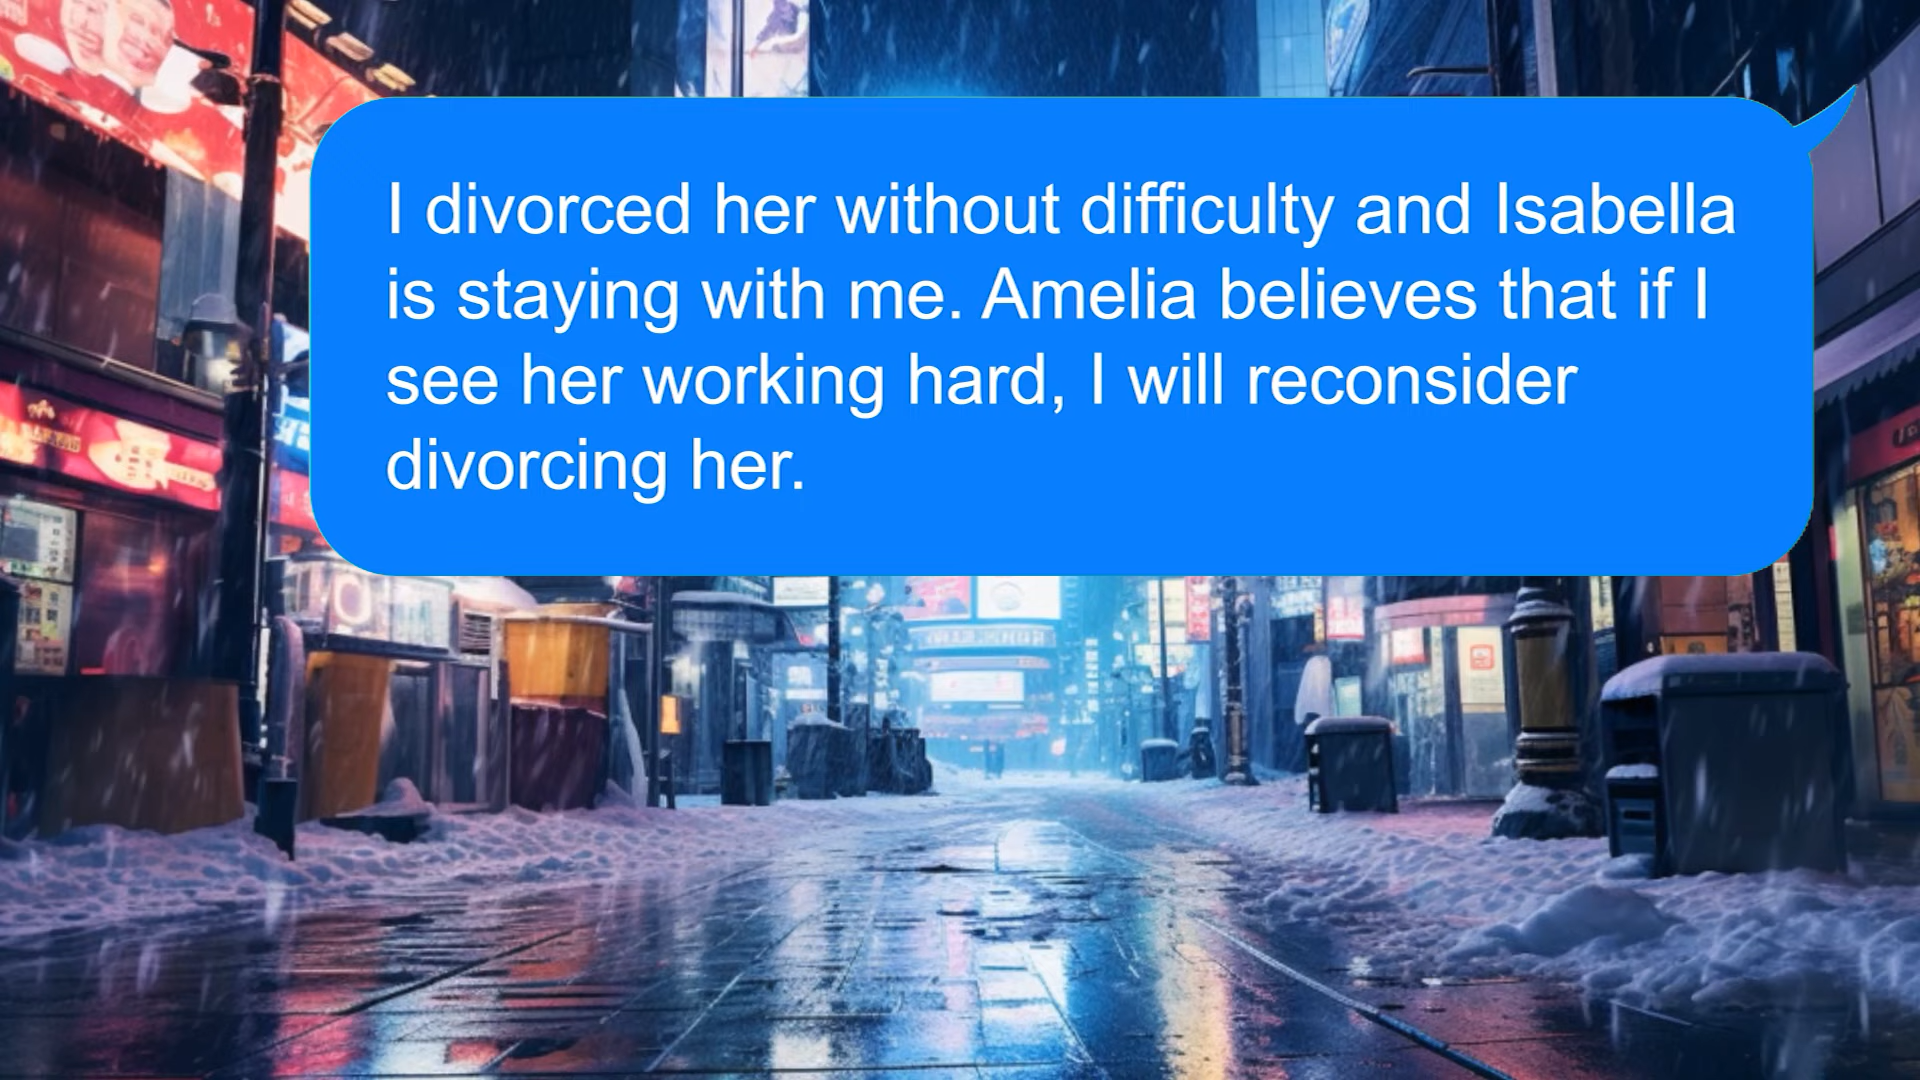 I divorced her without difficulty and Isabella
is staying with me. Amelia believes that if I
see her working hard, I will reconsider
divorcing her.